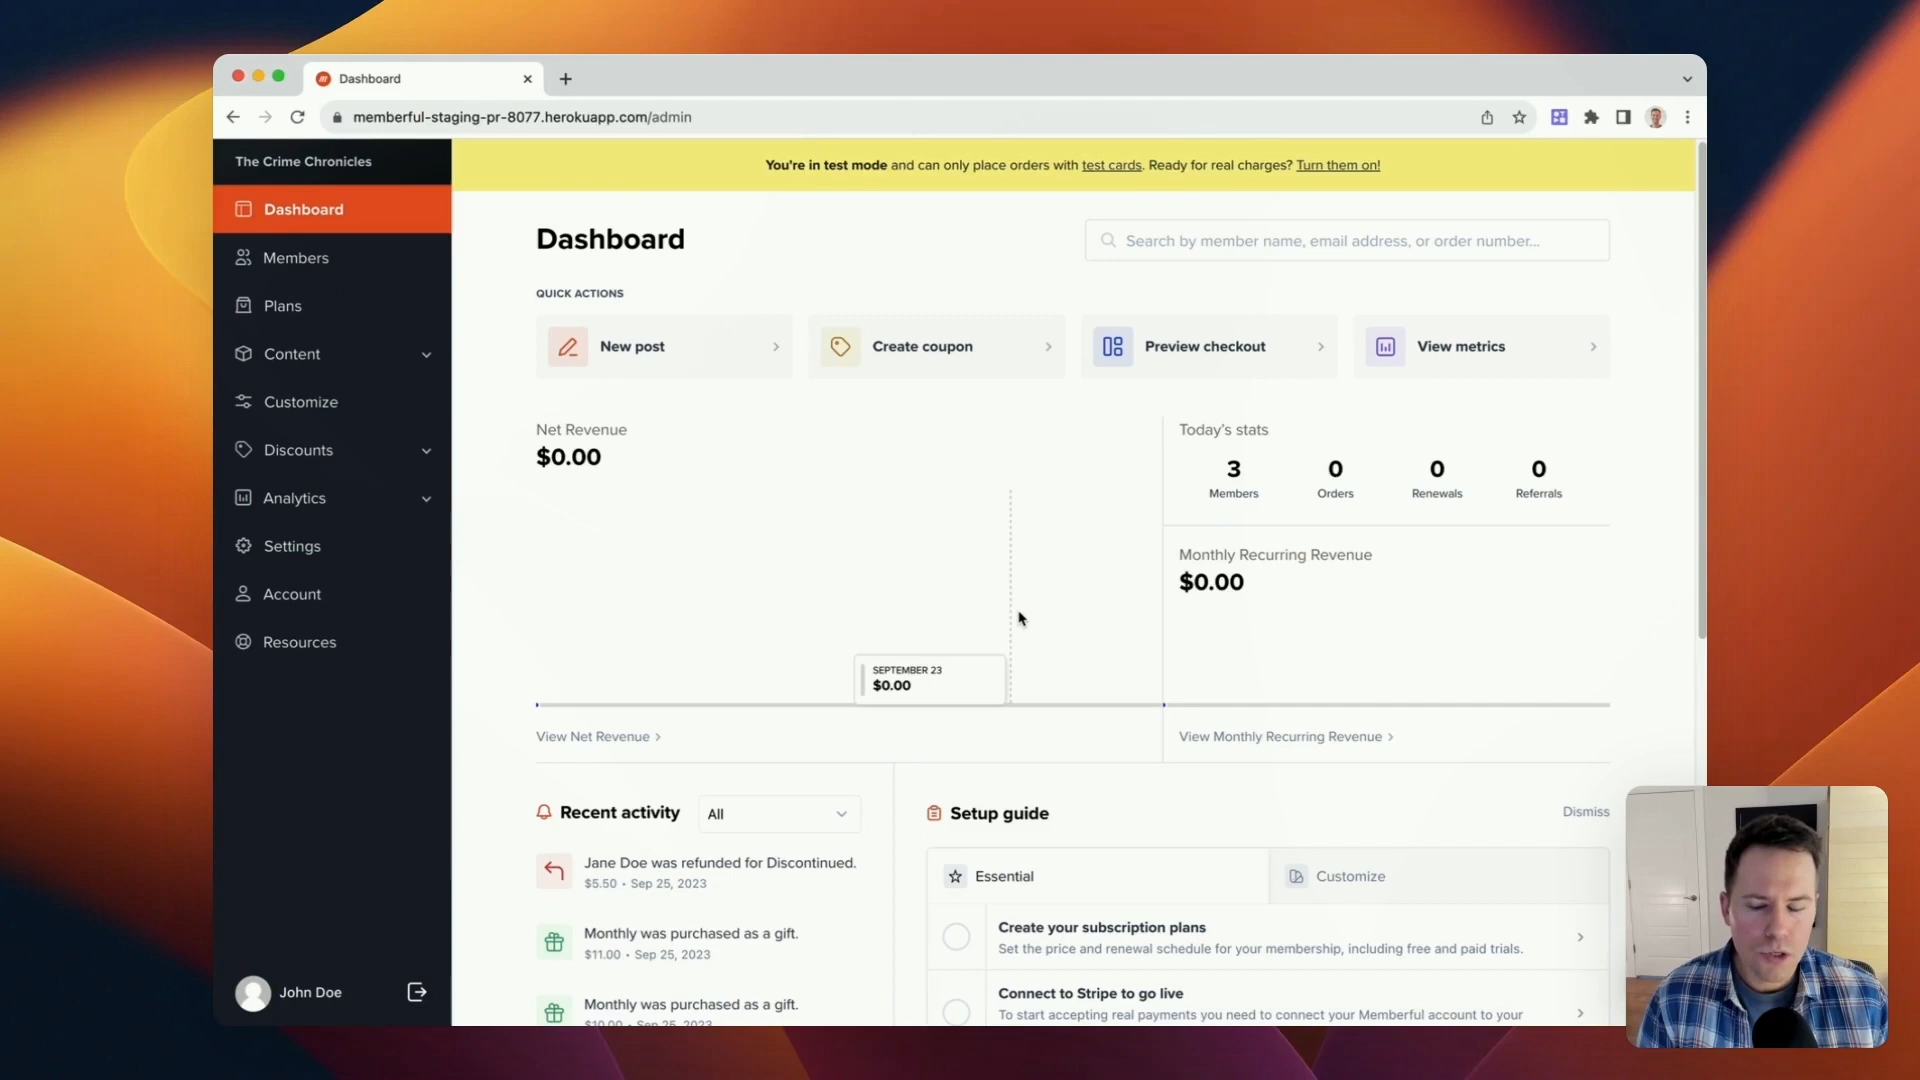 Dashboard
memberful-staging-pr-8077.herokuapp.com/admin
The Crime Chronicles
Dashboard
Members
Plans
Content
Customize
Discounts
Analytics
Settings
Account
Resources
John Doe
You're in test mode and can only place orders with test cards. Ready for real charges? Turn them on!
Dashboard
Search by member name, email address, or order number...
QUICK ACTIONS
New post
Create coupon
Preview checkout
View metrics
Net Revenue
$0.00
SEPTEMBER 23
$0.00
View Net Revenue
Today's stats
3 0 0 0
Members Orders Renewals Referrals
Monthly Recurring Revenue
$0.00
View Monthly Recurring Revenue
Recent activity
All
Jane Doe was refunded for Discontinued.
$5.50 • Sep 25, 2023
Monthly was purchased as a gift.
$11.00 • Sep 25, 2023
Monthly was purchased as a gift.
$10.00 • Sep 25, 2023
Setup guide
Dismiss
Essential
Customize
Create your subscription plans
Set the price and renewal schedule for your membership, including free and paid trials.
Connect to Stripe to go live
To start accepting real payments you need to connect your Memberful account to your